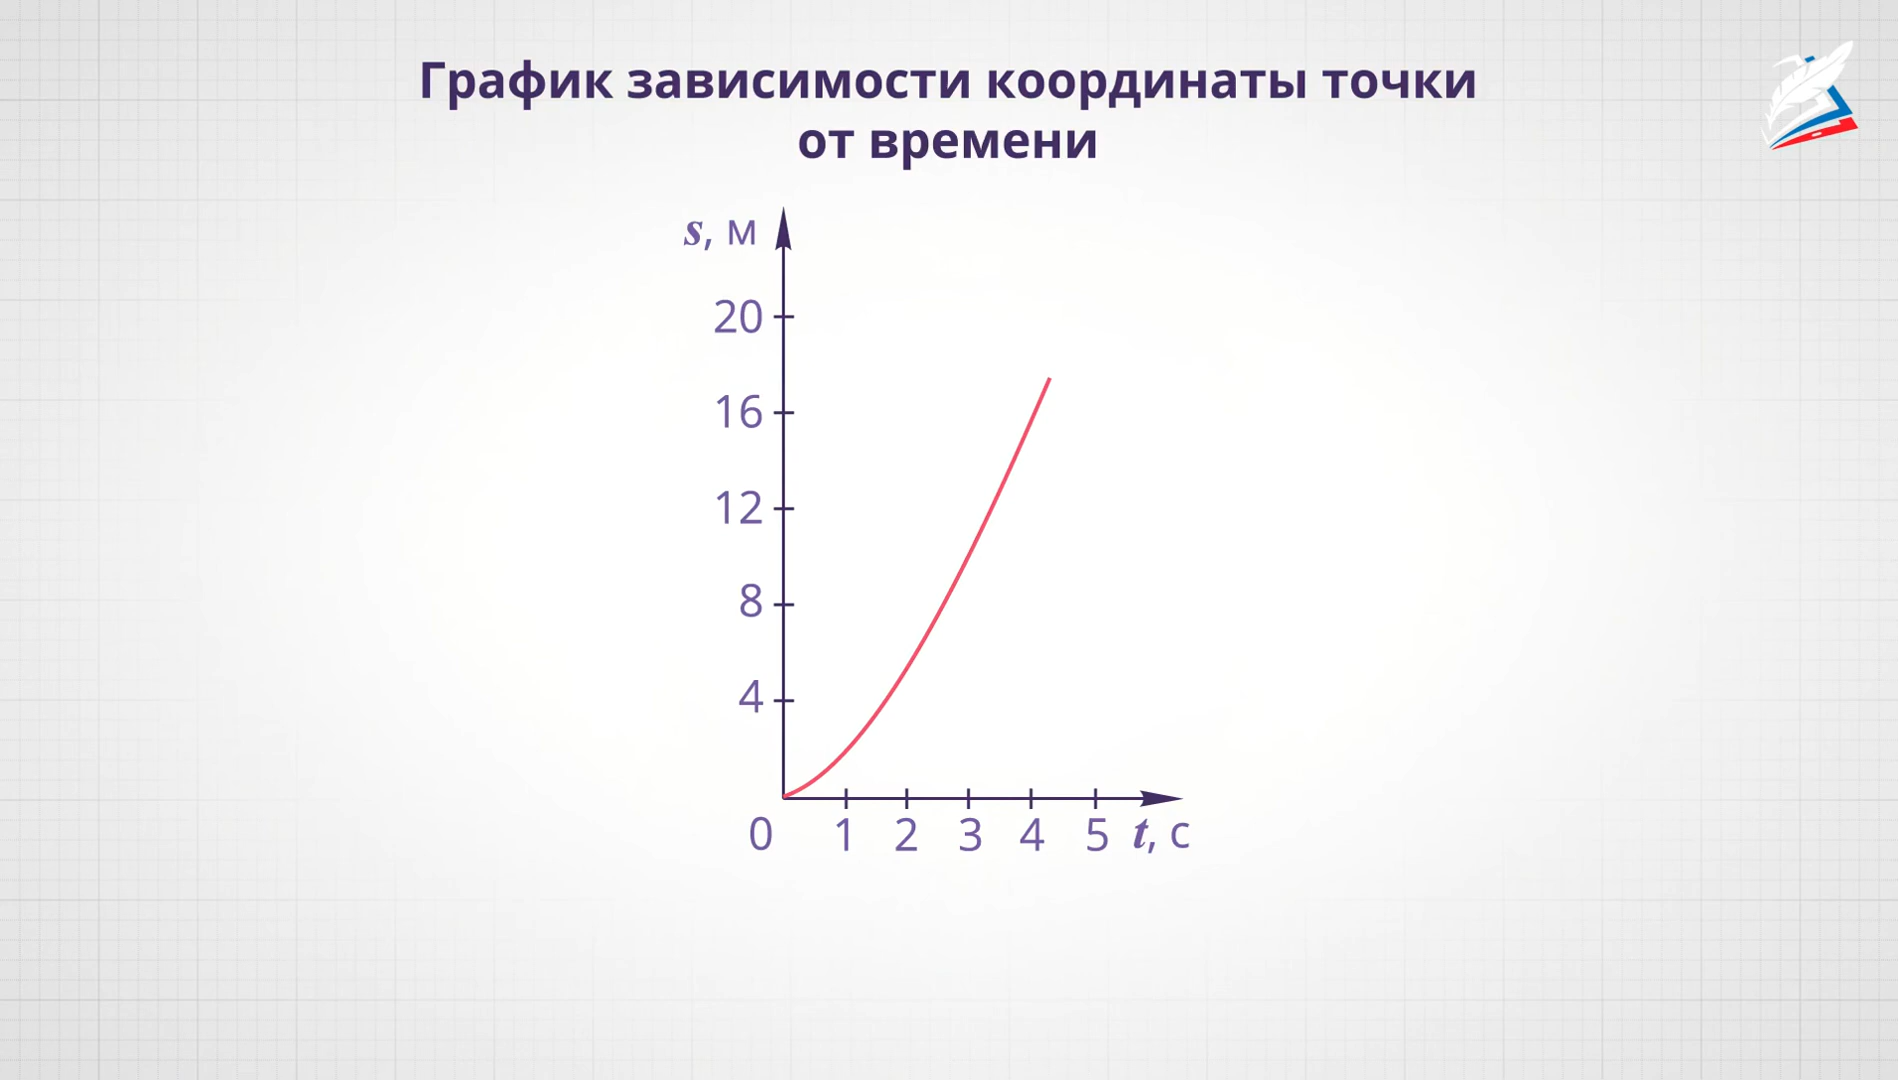 График зависимости координаты точки
от времени
s, м
20
16
12
8
4
0 1 2 3 4 5 t, с